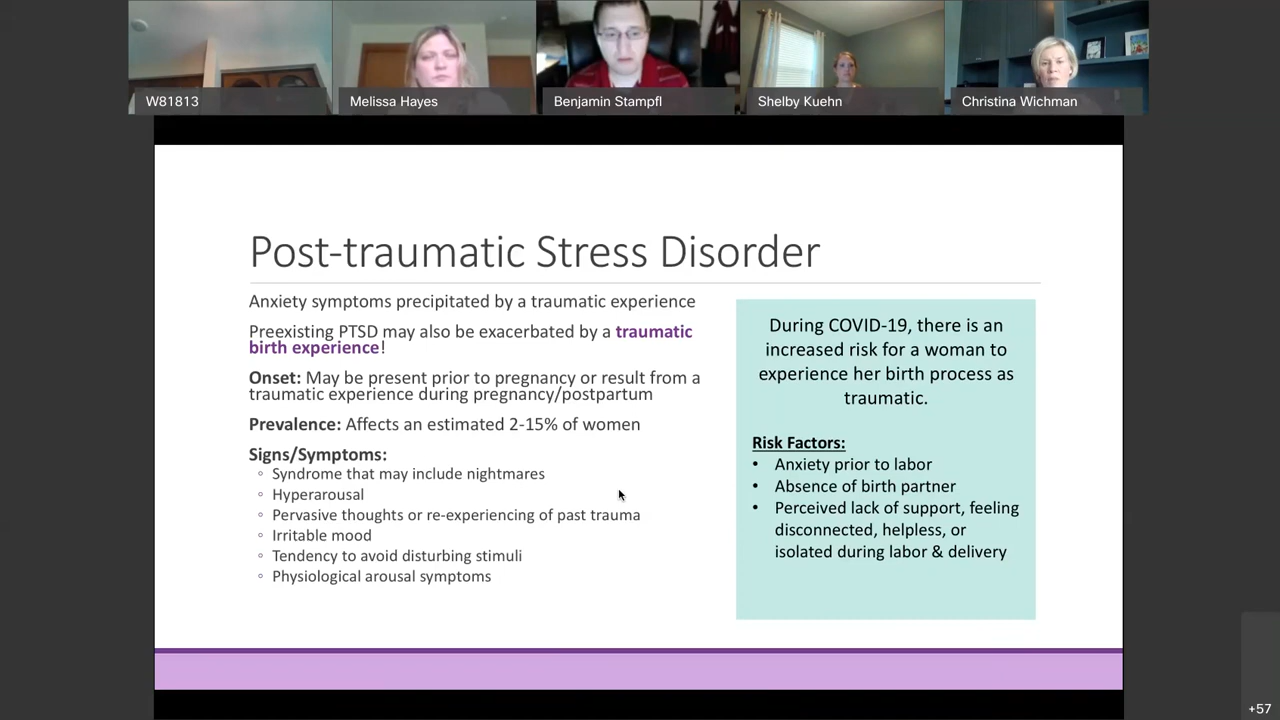 W81813
Melissa Hayes
Benjamin Stampfl
Shelby Kuehn
Christina Wichman
Post-traumatic Stress Disorder
Anxiety symptoms precipitated by a traumatic experience
Preexisting PTSD may also be exacerbated by a traumatic
birth experience!
Onset: May be present prior to pregnancy or result from a
traumatic experience during pregnancy/postpartum
Prevalence: Affects an estimated 2-15% of women
Signs/Symptoms:
◦ Syndrome that may include nightmares
◦ Hyperarousal
◦ Pervasive thoughts or re-experiencing of past trauma
◦ Irritable mood
◦ Tendency to avoid disturbing stimuli
◦ Physiological arousal symptoms
During COVID-19, there is an
increased risk for a woman to
experience her birth process as
traumatic.
Risk Factors:
• Anxiety prior to labor
• Absence of birth partner
• Perceived lack of support, feeling
disconnected, helpless, or
isolated during labor & delivery
+57